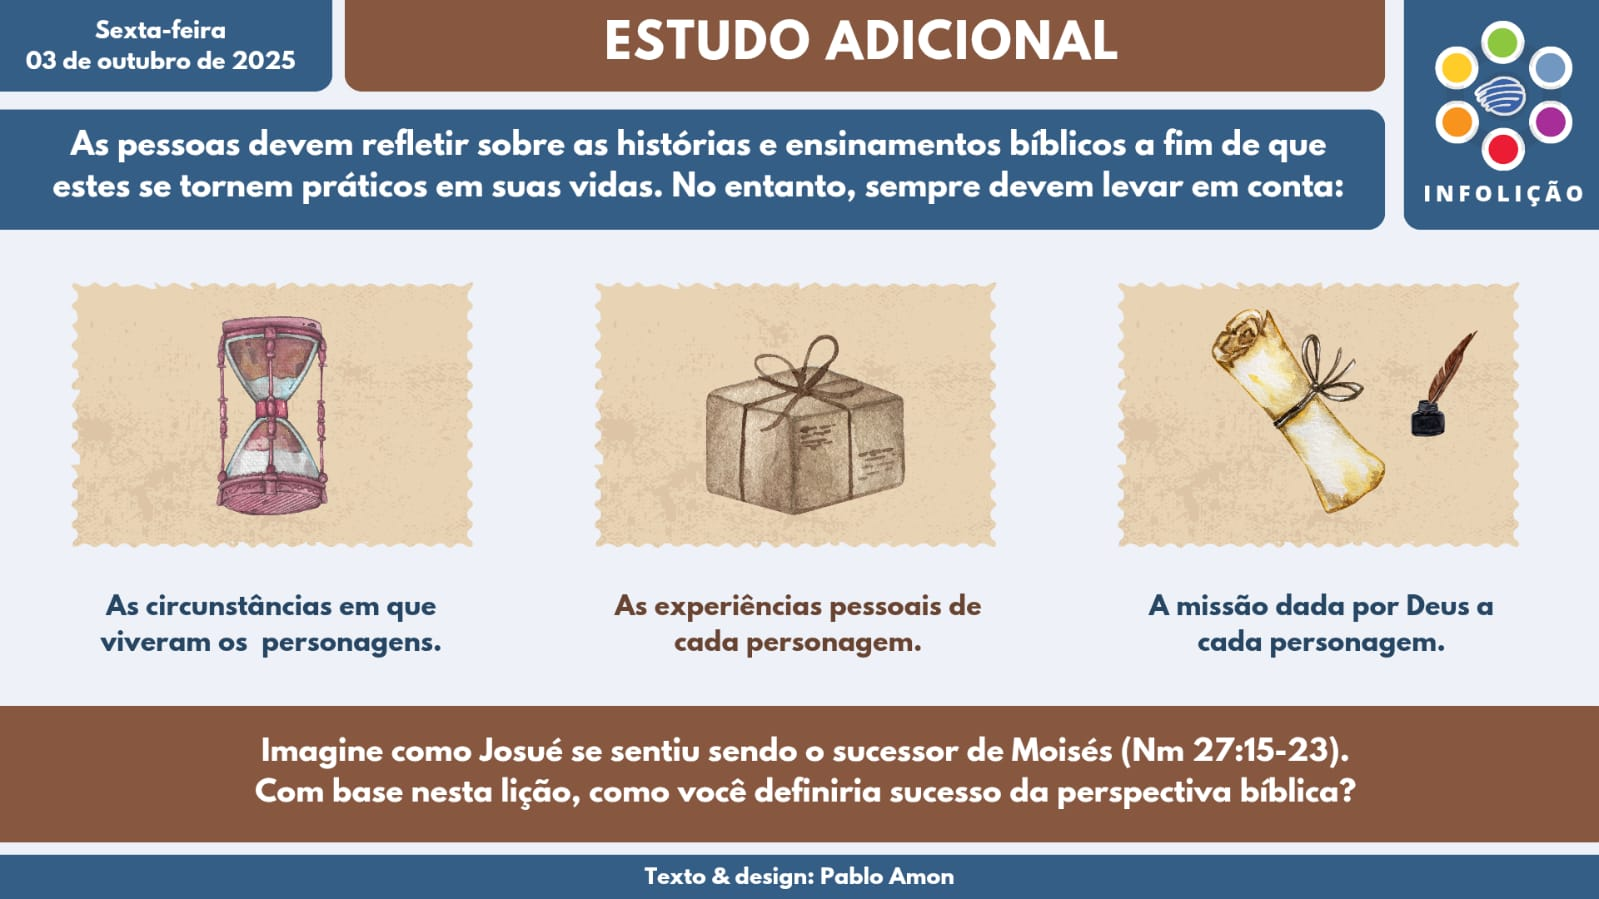 Sexta-feira
03 de outubro de 2025
ESTUDO ADICIONAL
As pessoas devem refletir sobre as histórias e ensinamentos bíblicos a fim de que
estes se tornem práticos em suas vidas. No entanto, sempre devem levar em conta:
INFOLIÇÃO
As circunstâncias em que
viveram os personagens.
As experiências pessoais de
cada personagem.
A missão dada por Deus a
cada personagem.
Imagine como Josué se sentiu sendo o sucessor de Moisés (Nm 27:15-23).
Com base nesta lição, como você definiria sucesso da perspectiva bíblica?
Texto & design: Pablo Amon